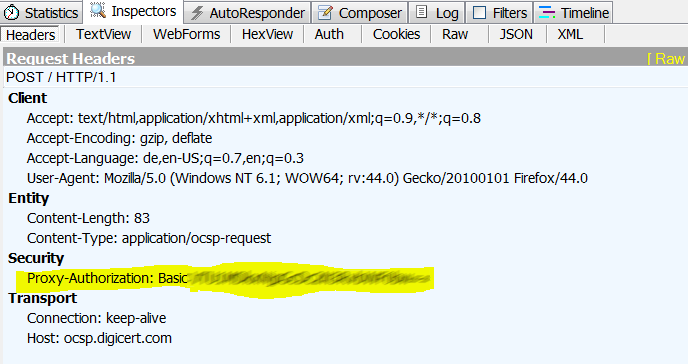 Statistics Inspectors AutoResponder Composer Log Filters Timeline
Headers TextView WebForms HexView Auth Cookies Raw JSON XML
Request Headers [ Raw
POST / HTTP/1.1
Client
Accept: text/html,application/xhtml+xml,application/xml;q=0.9,*/*;q=0.8
Accept-Encoding: gzip, deflate
Accept-Language: de,en-US;q=0.7,en;q=0.3
User-Agent: Mozilla/5.0 (Windows NT 6.1; WOW64; rv:44.0) Gecko/20100101 Firefox/44.0
Entity
Content-Length: 83
Content-Type: application/ocsp-request
Security
Proxy-Authorization: Basic
Transport
Connection: keep-alive
Host: ocsp.digicert.com